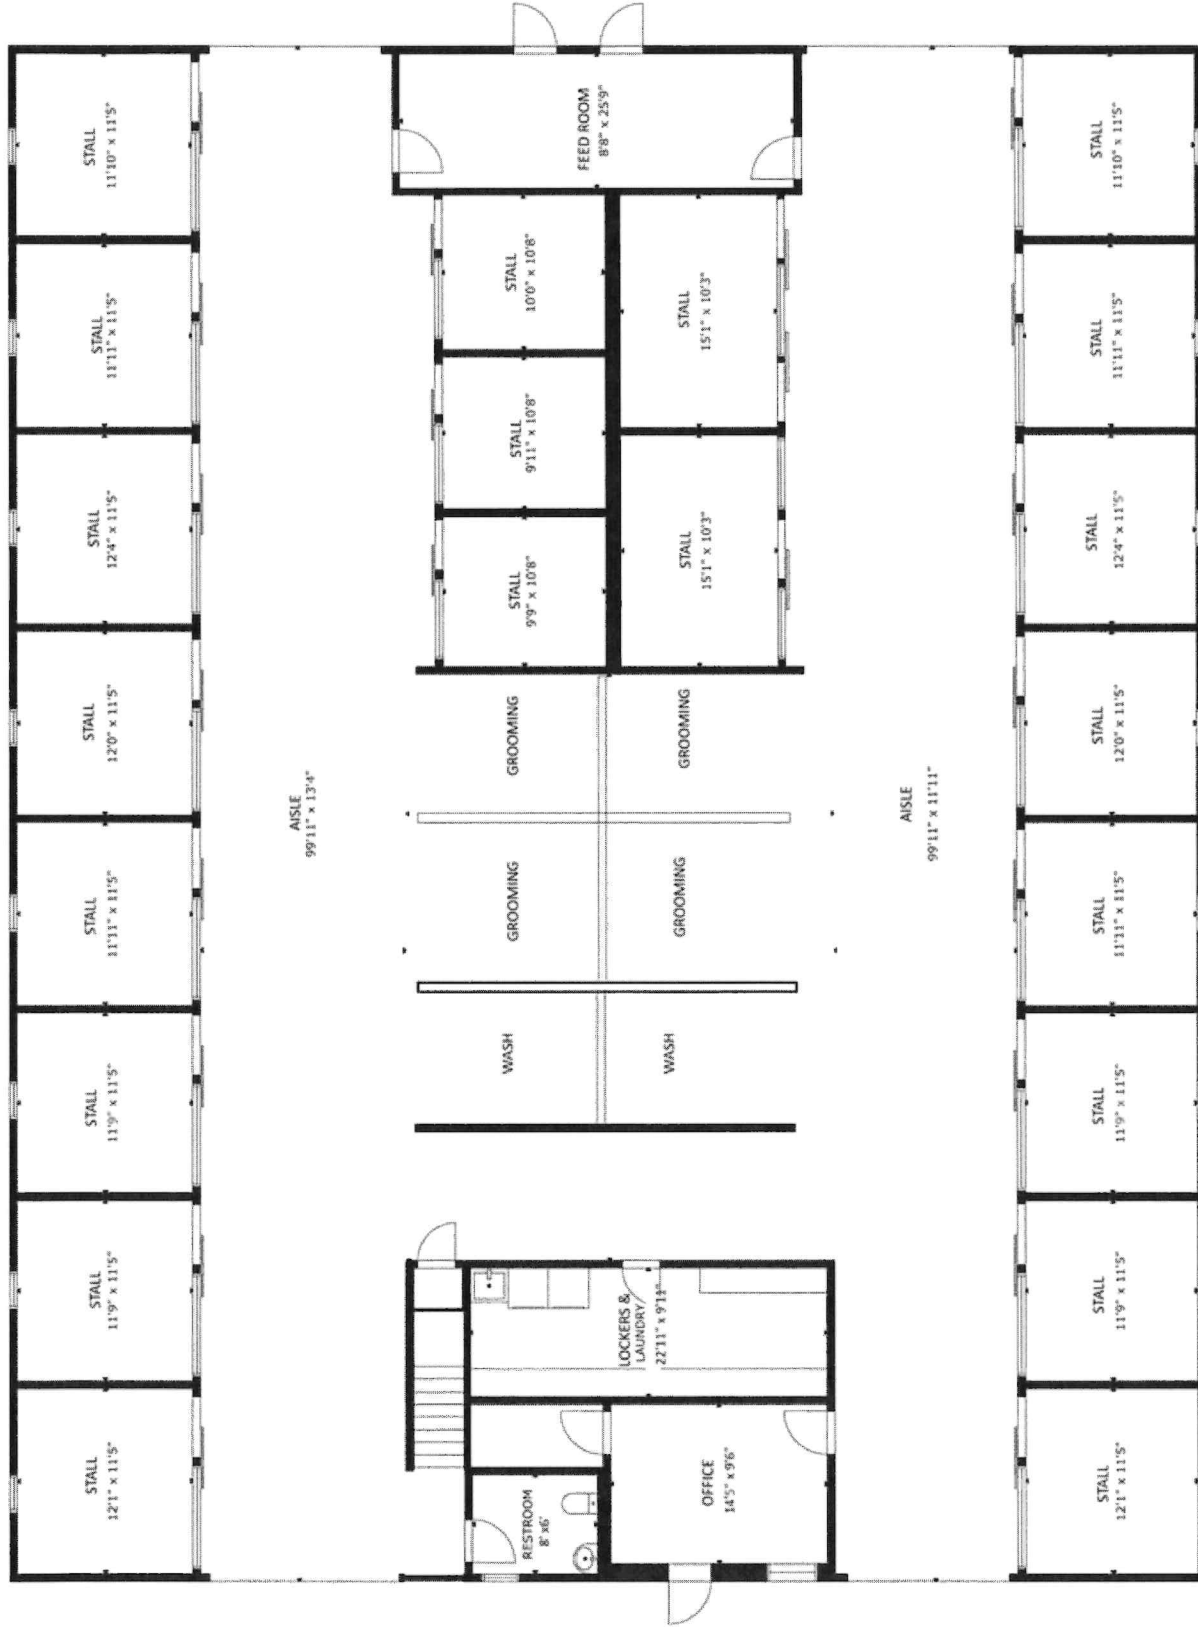 STALL
11'10" x 11'5"
STALL
11'11" x 11'5"
STALL
12'4" x 11'5"
STALL
12'0" x 11'5"
STALL
11'11" x 11'5"
STALL
11'9" x 11'5"
STALL
11'9" x 11'5"
STALL
12'1" x 11'5"
AISLE
99'11" x 13'4"
FEED ROOM
8'8" x 25'9"
STALL
10'0" x 10'8"
STALL
9'11" x 10'8"
STALL
9'9" x 10'8"
STALL
15'1" x 10'3"
STALL
15'1" x 10'3"
GROOMING
GROOMING
GROOMING
GROOMING
WASH
WASH
LOCKERS &
LAUNDRY
22'11" x 9'11"
RESTROOM
8' x6'
OFFICE
14'5" x 9'6"
AISLE
99'11" x 11'11"
STALL
11'10" x 11'5"
STALL
11'11" x 11'5"
STALL
12'4" x 11'5"
STALL
12'0" x 11'5"
STALL
11'11" x 11'5"
STALL
11'9" x 11'5"
STALL
11'9" x 11'5"
STALL
12'1" x 11'5"